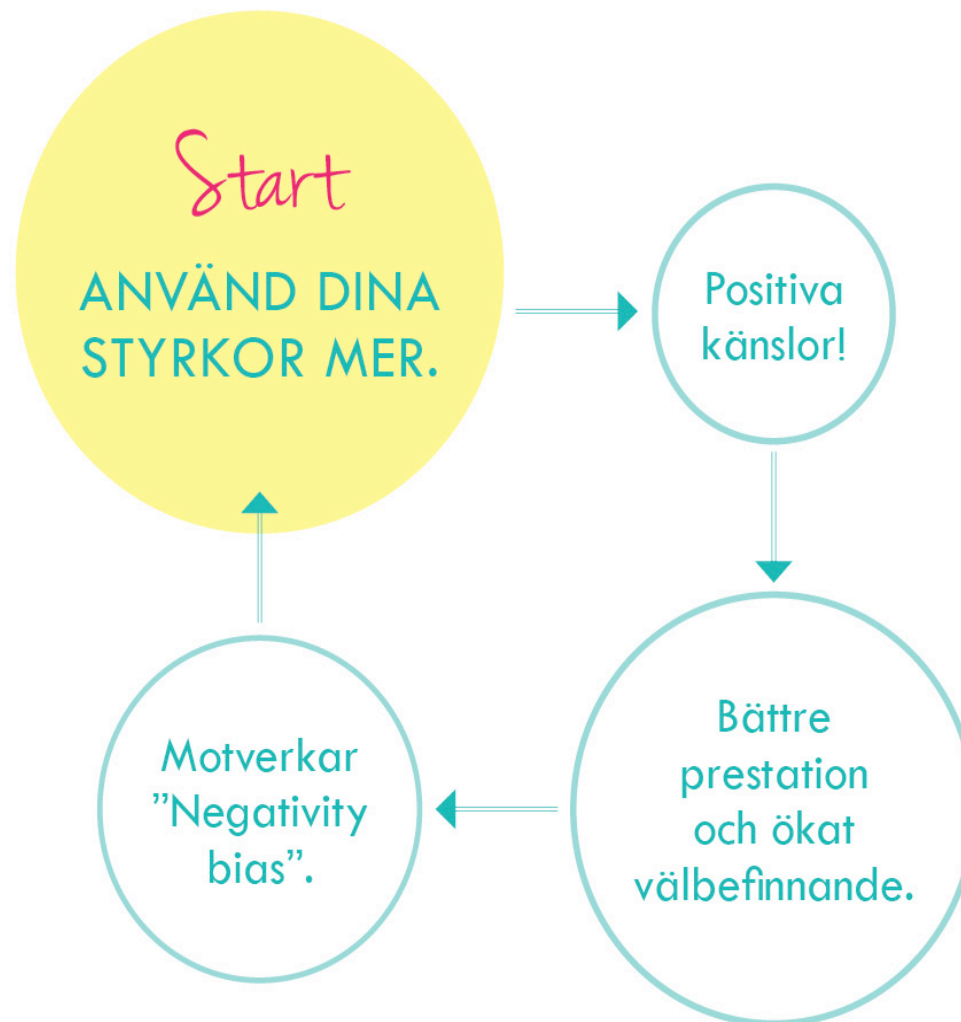 Start
ANVÄND DINA
STYRKOR MER.
Positiva
känslor!
Bättre
prestation
och ökat
välbefinnande.
Motverkar
”Negativity
bias”.